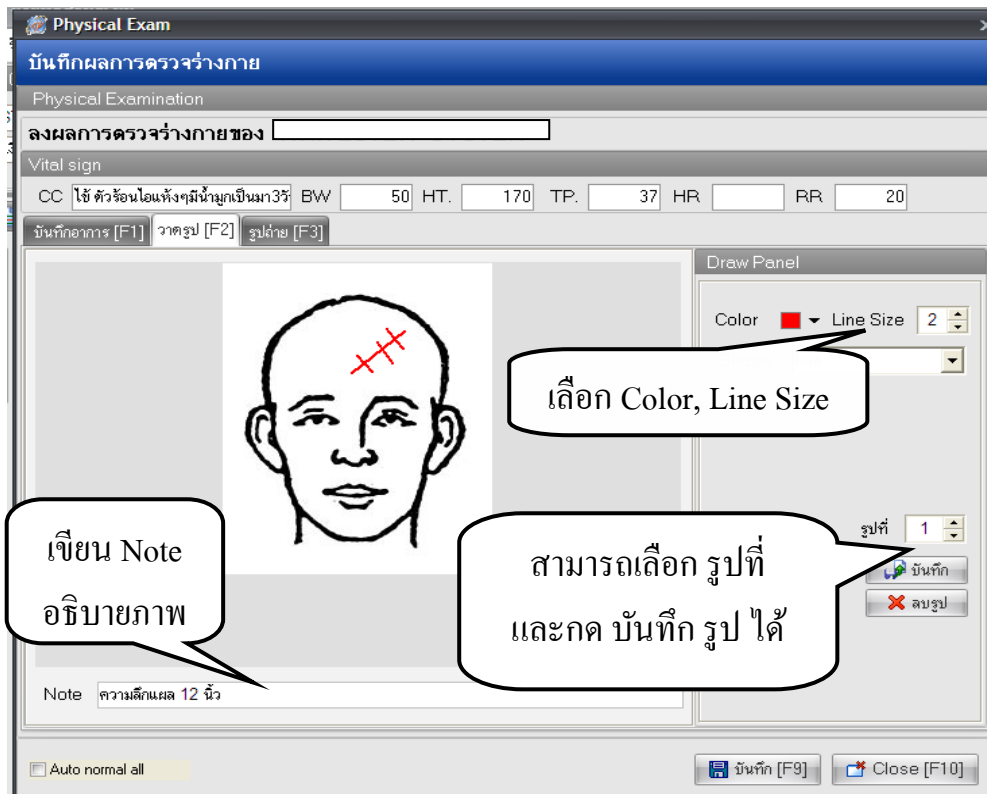 Physical Exam
บันทึกผลการตรวจร่างกาย
Physical Examination
ลงผลการตรวจร่างกายของ
Vital sign
CC ไข้ ตัวร้อนไอแห้งๆมีน้ำมูกเป็นมา3วั BW 50 HT. 170 TP. 37 HR RR 20
บันทึกอาการ [F1] วาดรูป [F2] รูปถ่าย [F3]
Draw Panel
Color Line Size 2
เลือก Color, Line Size
รูปที่ 1
สามารถเลือก รูปที่
และกด บันทึก รูป ได้
บันทึก
ลบรูป
เขียน Note
อธิบายภาพ
Note ความลึกแผล 12 นิ้ว
Auto normal all
บันทึก [F9] Close [F10]